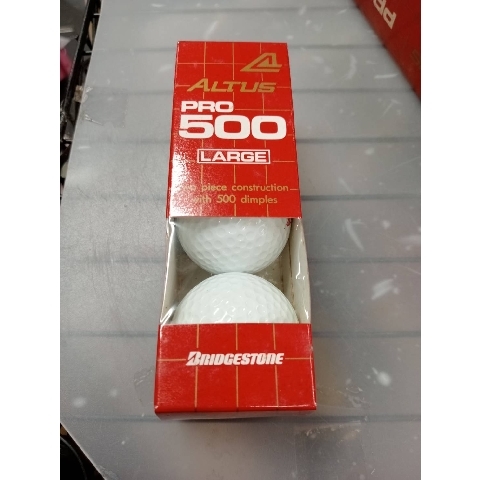 ALTUS
PRO
500
LARGE
piece construction
with 500 dimples
BRIDGESTONE